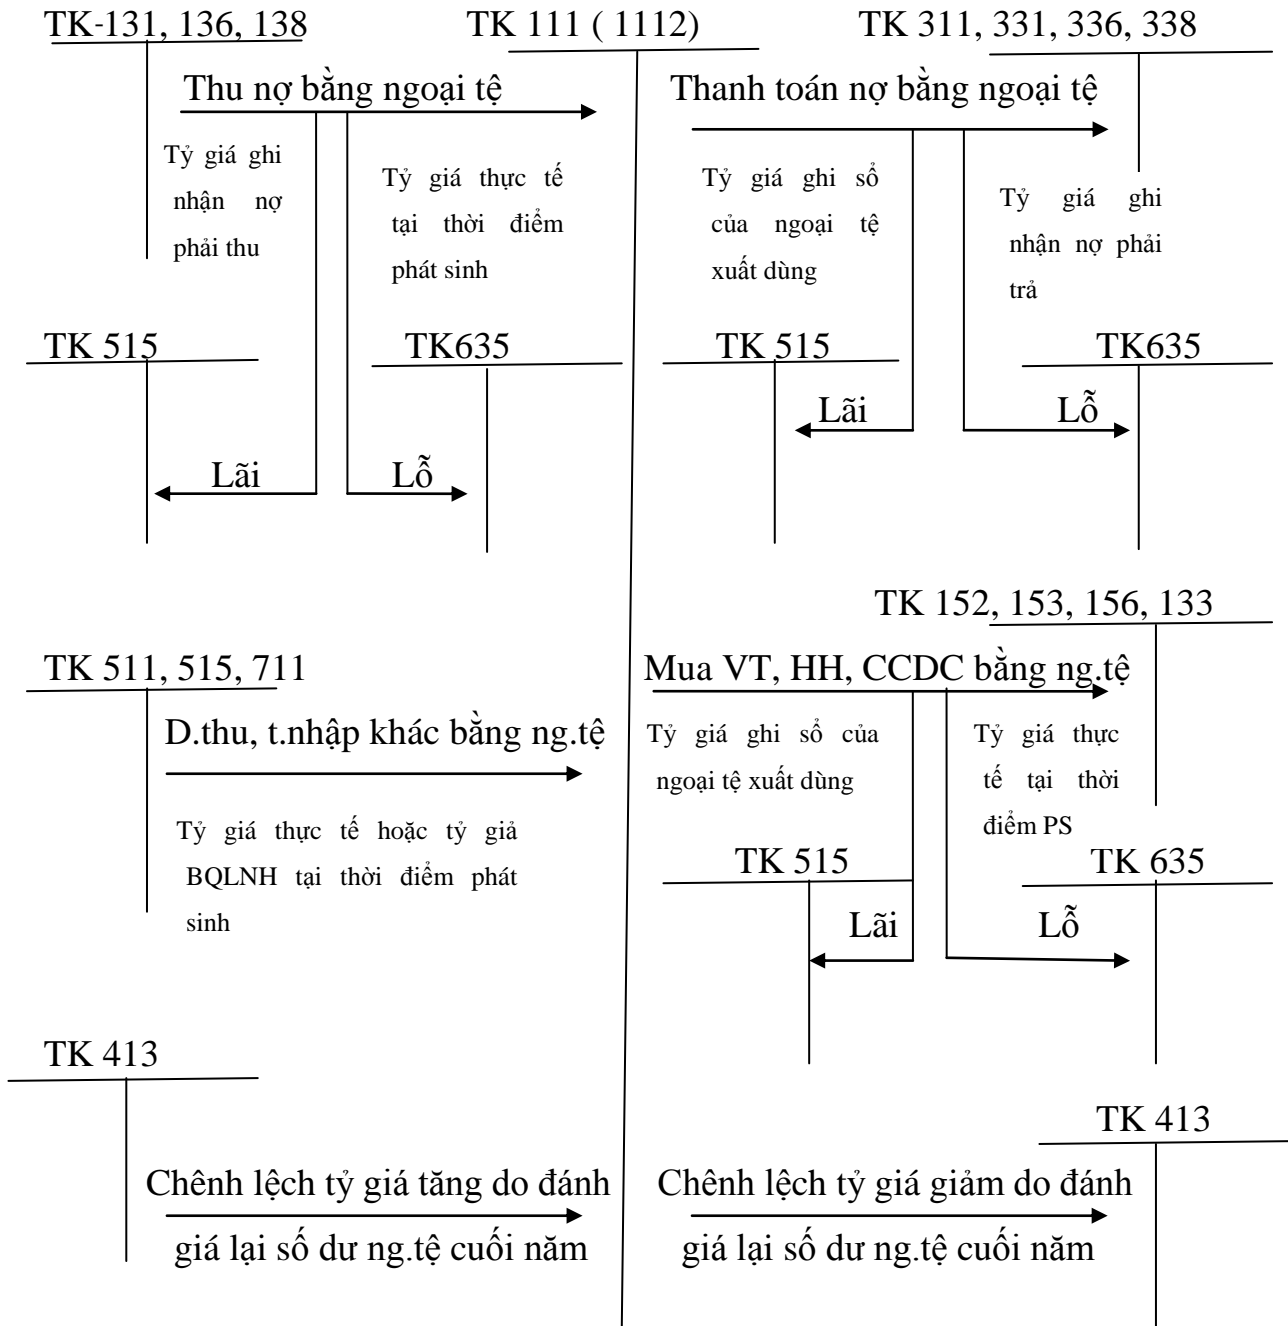 TK-131, 136, 138
TK 111 ( 1112)
TK 311, 331, 336, 338
Thu nợ bằng ngoại tệ
Thanh toán nợ bằng ngoại tệ
Tỷ giá ghi
nhận nợ
phải thu
Tỷ giá thực tế
tại thời điểm
phát sinh
Tỷ giá ghi sổ
của ngoại tệ
xuất dùng
Tỷ giá ghi
nhận nợ phải
trả
TK 515
TK635
TK 515
TK635
Lãi
Lỗ
Lãi
Lỗ
TK 152, 153, 156, 133
TK 511, 515, 711
Mua VT, HH, CCDC bằng ng.tệ
D.thu, t.nhập khác bằng ng.tệ
Tỷ giá ghi sổ của
ngoại tệ xuất dùng
Tỷ giá thực
tế tại thời
điểm PS
Tỷ giá thực tế hoặc tỷ giả
BQLNH tại thời điểm phát
sinh
TK 515
TK 635
Lãi
Lỗ
TK 413
TK 413
Chênh lệch tỷ giá tăng do đánh
giá lại số dư ng.tệ cuối năm
Chênh lệch tỷ giá giảm do đánh
giá lại số dư ng.tệ cuối năm